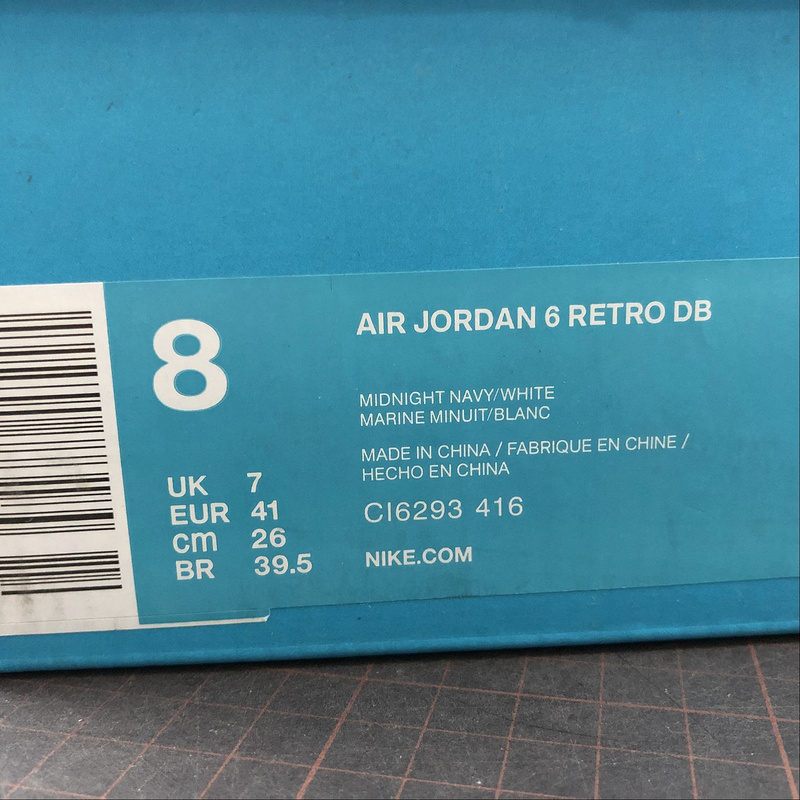 8
UK 7
EUR 41
cm 26
BR 39.5
AIR JORDAN 6 RETRO DB
MIDNIGHT NAVY/WHITE
MARINE MINUIT/BLANC
MADE IN CHINA / FABRIQUE EN CHINE /
HECHO EN CHINA
CI6293 416
NIKE.COM